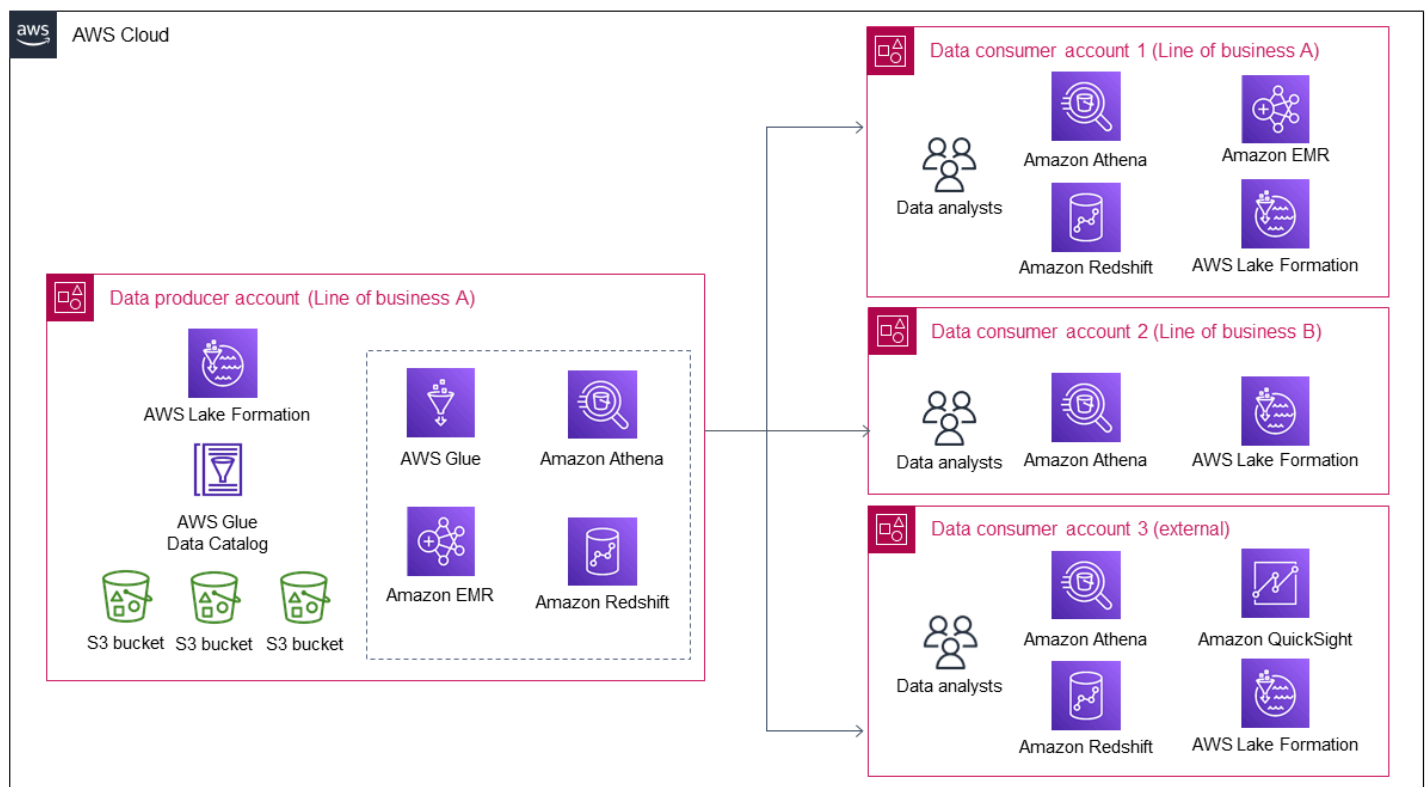 aws
AWS Cloud
Data producer account (Line of business A)
AWS Lake Formation
AWS Glue
Data Catalog
S3 bucket
S3 bucket
S3 bucket
AWS Glue
Amazon Athena
Amazon EMR
Amazon Redshift
Data consumer account 1 (Line of business A)
Data analysts
Amazon Athena
Amazon EMR
Amazon Redshift
AWS Lake Formation
Data consumer account 2 (Line of business B)
Data analysts
Amazon Athena
AWS Lake Formation
Data consumer account 3 (external)
Data analysts
Amazon Athena
Amazon QuickSight
Amazon Redshift
AWS Lake Formation